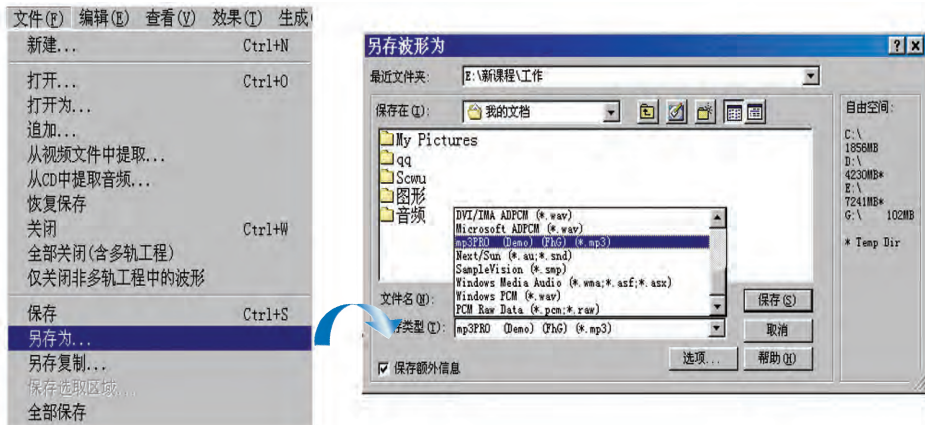 文件(F) 编辑(E) 查看(V) 效果(T) 生成
新建... Ctrl+N
打开... Ctrl+O
打开为...
追加...
从视频文件中提取...
从CD中提取音频...
恢复保存
关闭 Ctrl+W
全部关闭(含多轨工程)
仅关闭非多轨工程中的波形
保存 Ctrl+S
另存为...
另存复制...
保存选取区域...
全部保存
另存波形为
最近文件夹: E:\新课程\工作
保存在(I): 我的文档
My Pictures
qq
Scwu
图形
音频
DVI/IMA ADPCM (*.wav)
Microsoft ADPCM (*.wav)
mp3PRO (Demo) (FhG) (*.mp3)
Next/Sun (*.au;*.snd)
SampleVision (*.smp)
Windows Media Audio (*.wma;*.asf;*.asx)
Windows PCM (*.wav)
PCM Raw Data (*.pcm;*.raw)
文件名(N): 保存(S)
存类型(T): mp3PRO (Demo) (FhG) (*.mp3) 取消
保存额外信息 选项... 帮助(H)
自由空间:
C:\
1856MB
D:\
4230MB*
E:\
7241MB*
G:\ 102MB
* Temp Dir